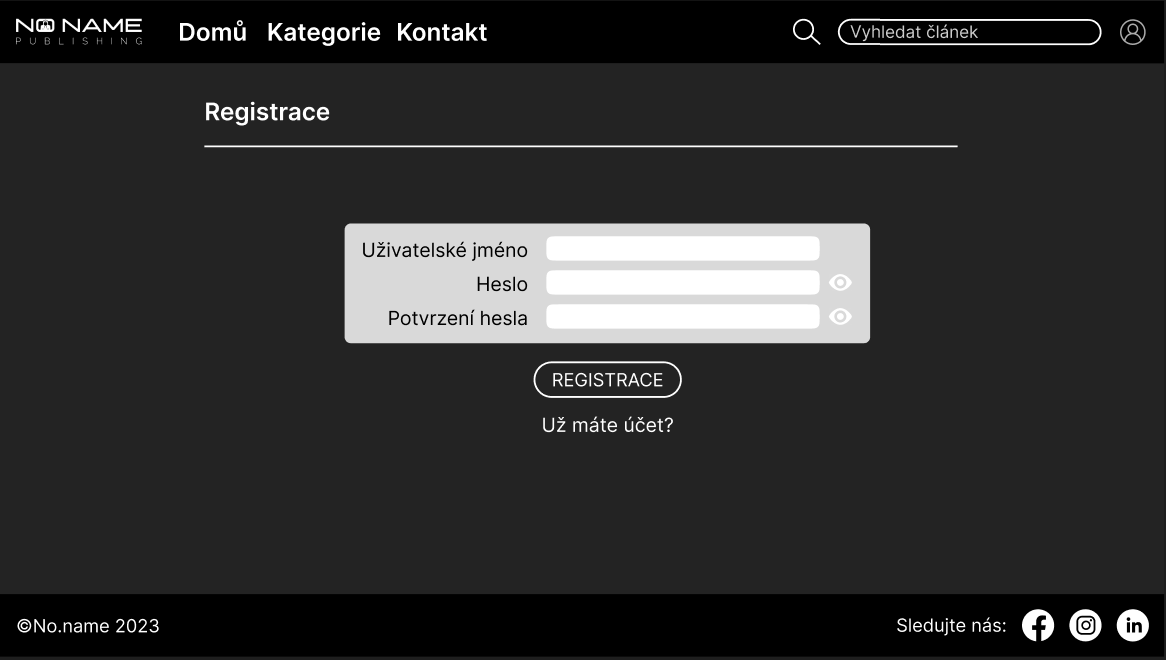 NO NAME
PUBLISHING
Domů Kategorie Kontakt
Vyhledat článek
Registrace
Uživatelské jméno
Heslo
Potvrzení hesla
REGISTRACE
Už máte účet?
©No.name 2023
Sledujte nás:
in